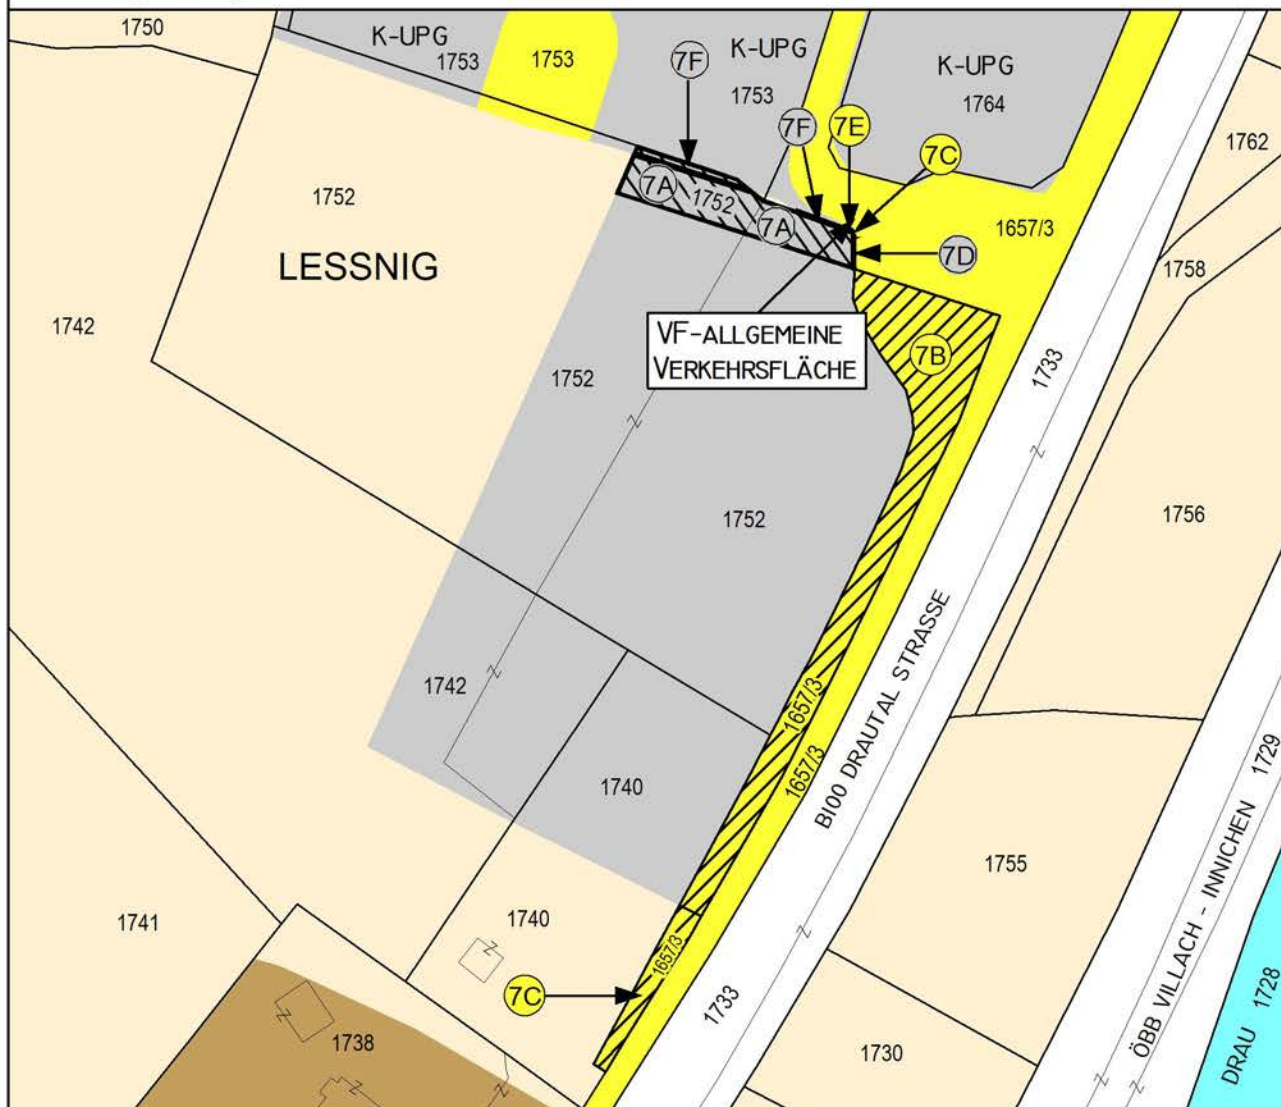 1750
K-UPG
1753
1753
7F
K-UPG
1753
K-UPG
1764
7F
7E
7C
1762
1752
7A
1752
7A
1657/3
7D
1758
LESSNIG
1742
VF-ALLGEMEINE
VERKEHRSFLÄCHE
7B
1733
1752
1752
1756
1742
1657/3
1657/3
B100 DRAUTAL STRASSE
1740
1729
1755
ÖBB VILLACH - INNICHEN
1741
1740
1657/3
7C
1733
1728
DRAU
1738
1730